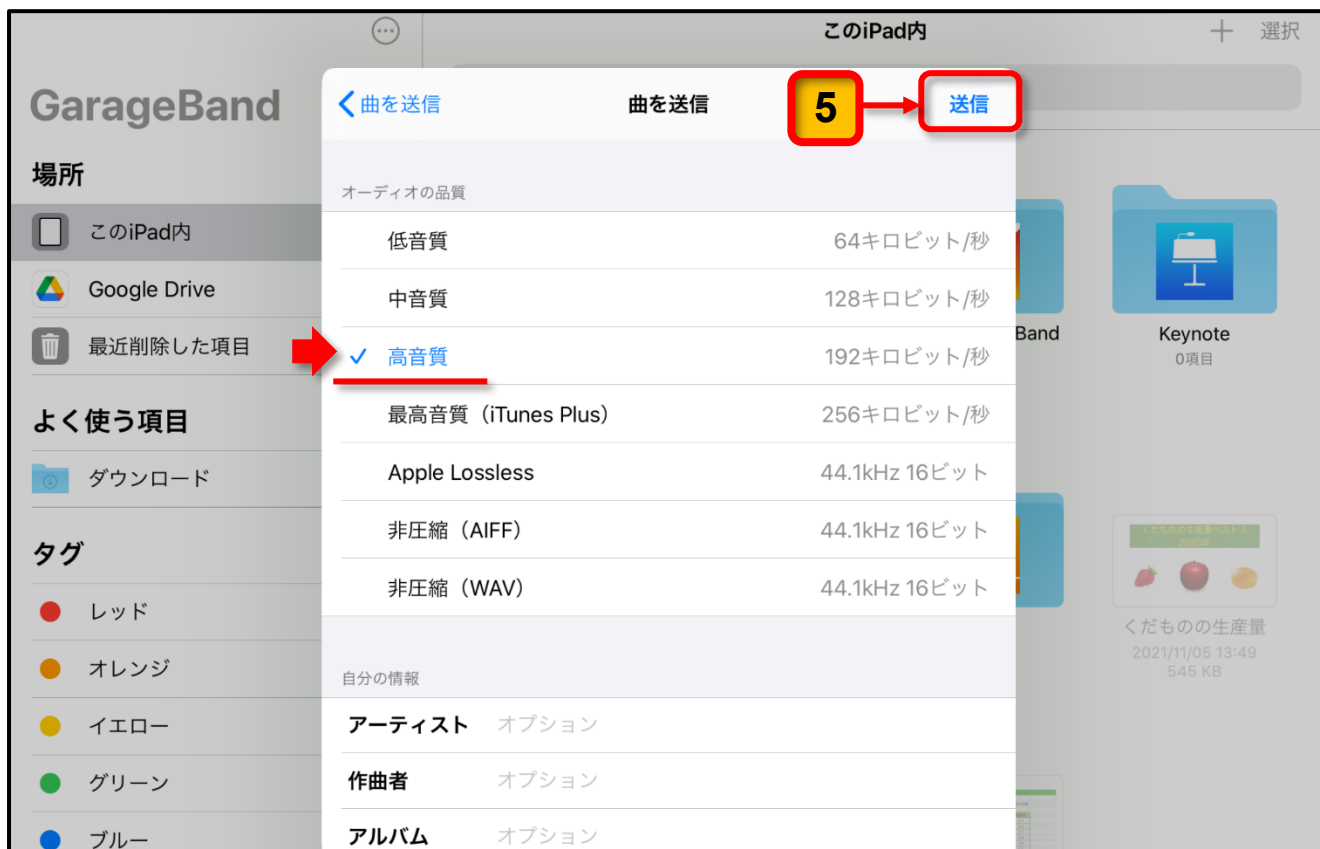 このiPad内
選択
GarageBand
場所
このiPad内
Google Drive
最近削除した項目
よく使う項目
ダウンロード
タグ
レッド
オレンジ
イエロー
グリーン
ブルー
曲を送信
曲を送信
5
送信
オーディオの品質
低音質 64キロビット/秒
中音質 128キロビット/秒
高音質 192キロビット/秒
最高音質（iTunes Plus） 256キロビット/秒
Apple Lossless 44.1kHz 16ビット
非圧縮（AIFF） 44.1kHz 16ビット
非圧縮（WAV） 44.1kHz 16ビット
自分の情報
アーティスト オプション
作曲者 オプション
アルバム オプション
Band
Keynote
0項目
2020年
くだものの生産量
2021/11/05 13:49
545 KB